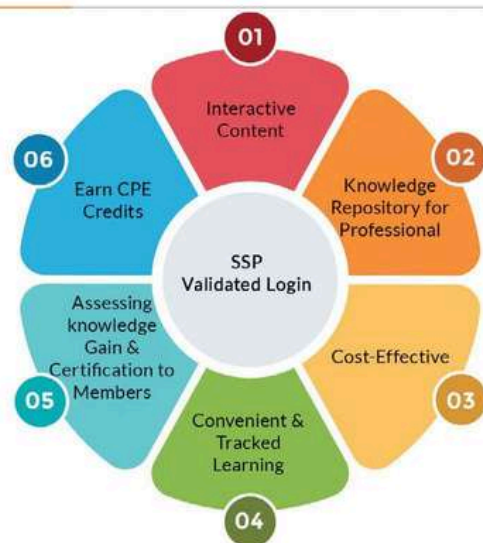 01
Interactive
Content
02
Knowledge
Repository for
Professional
03
Cost-Effective
04
Convenient &
Tracked
Learning
05
Assessing
knowledge
Gain &
Certification to
Members
06
Earn CPE
Credits
SSP
Validated Login